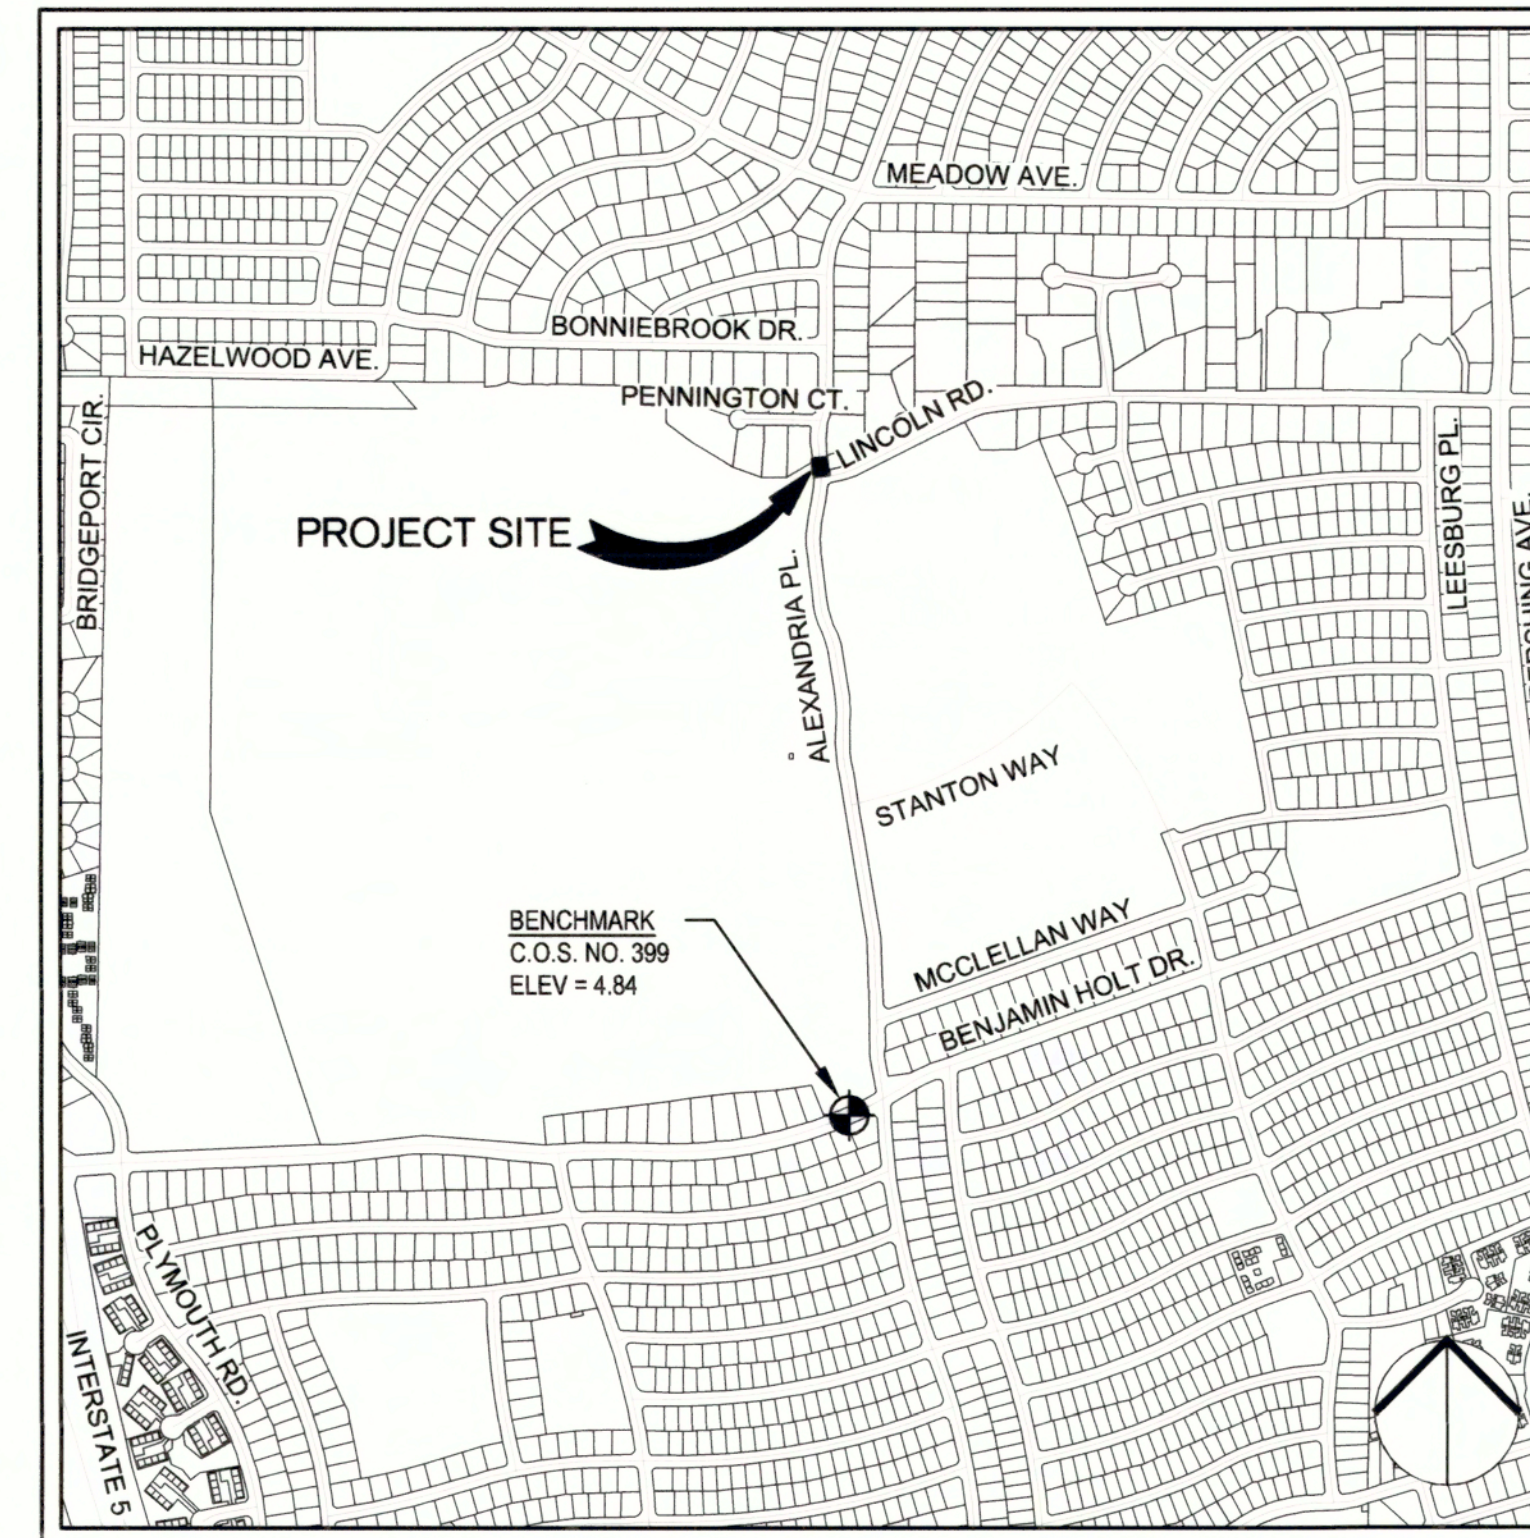 MEADOW AVE.
BONNIEBROOK DR.
HAZELWOOD AVE.
PENNINGTON CT.
LINCOLN RD.
BRIDGEPORT CIR.
LEESBURG PL.
PROJECT SITE
ALEXANDRIA PL.
STANTON WAY
BENCHMARK
C.O.S. NO. 399
ELEV = 4.84
MCCLELLAN WAY
BENJAMIN HOLT DR.
PLYMOUTH RD.
INTERSTATE 5